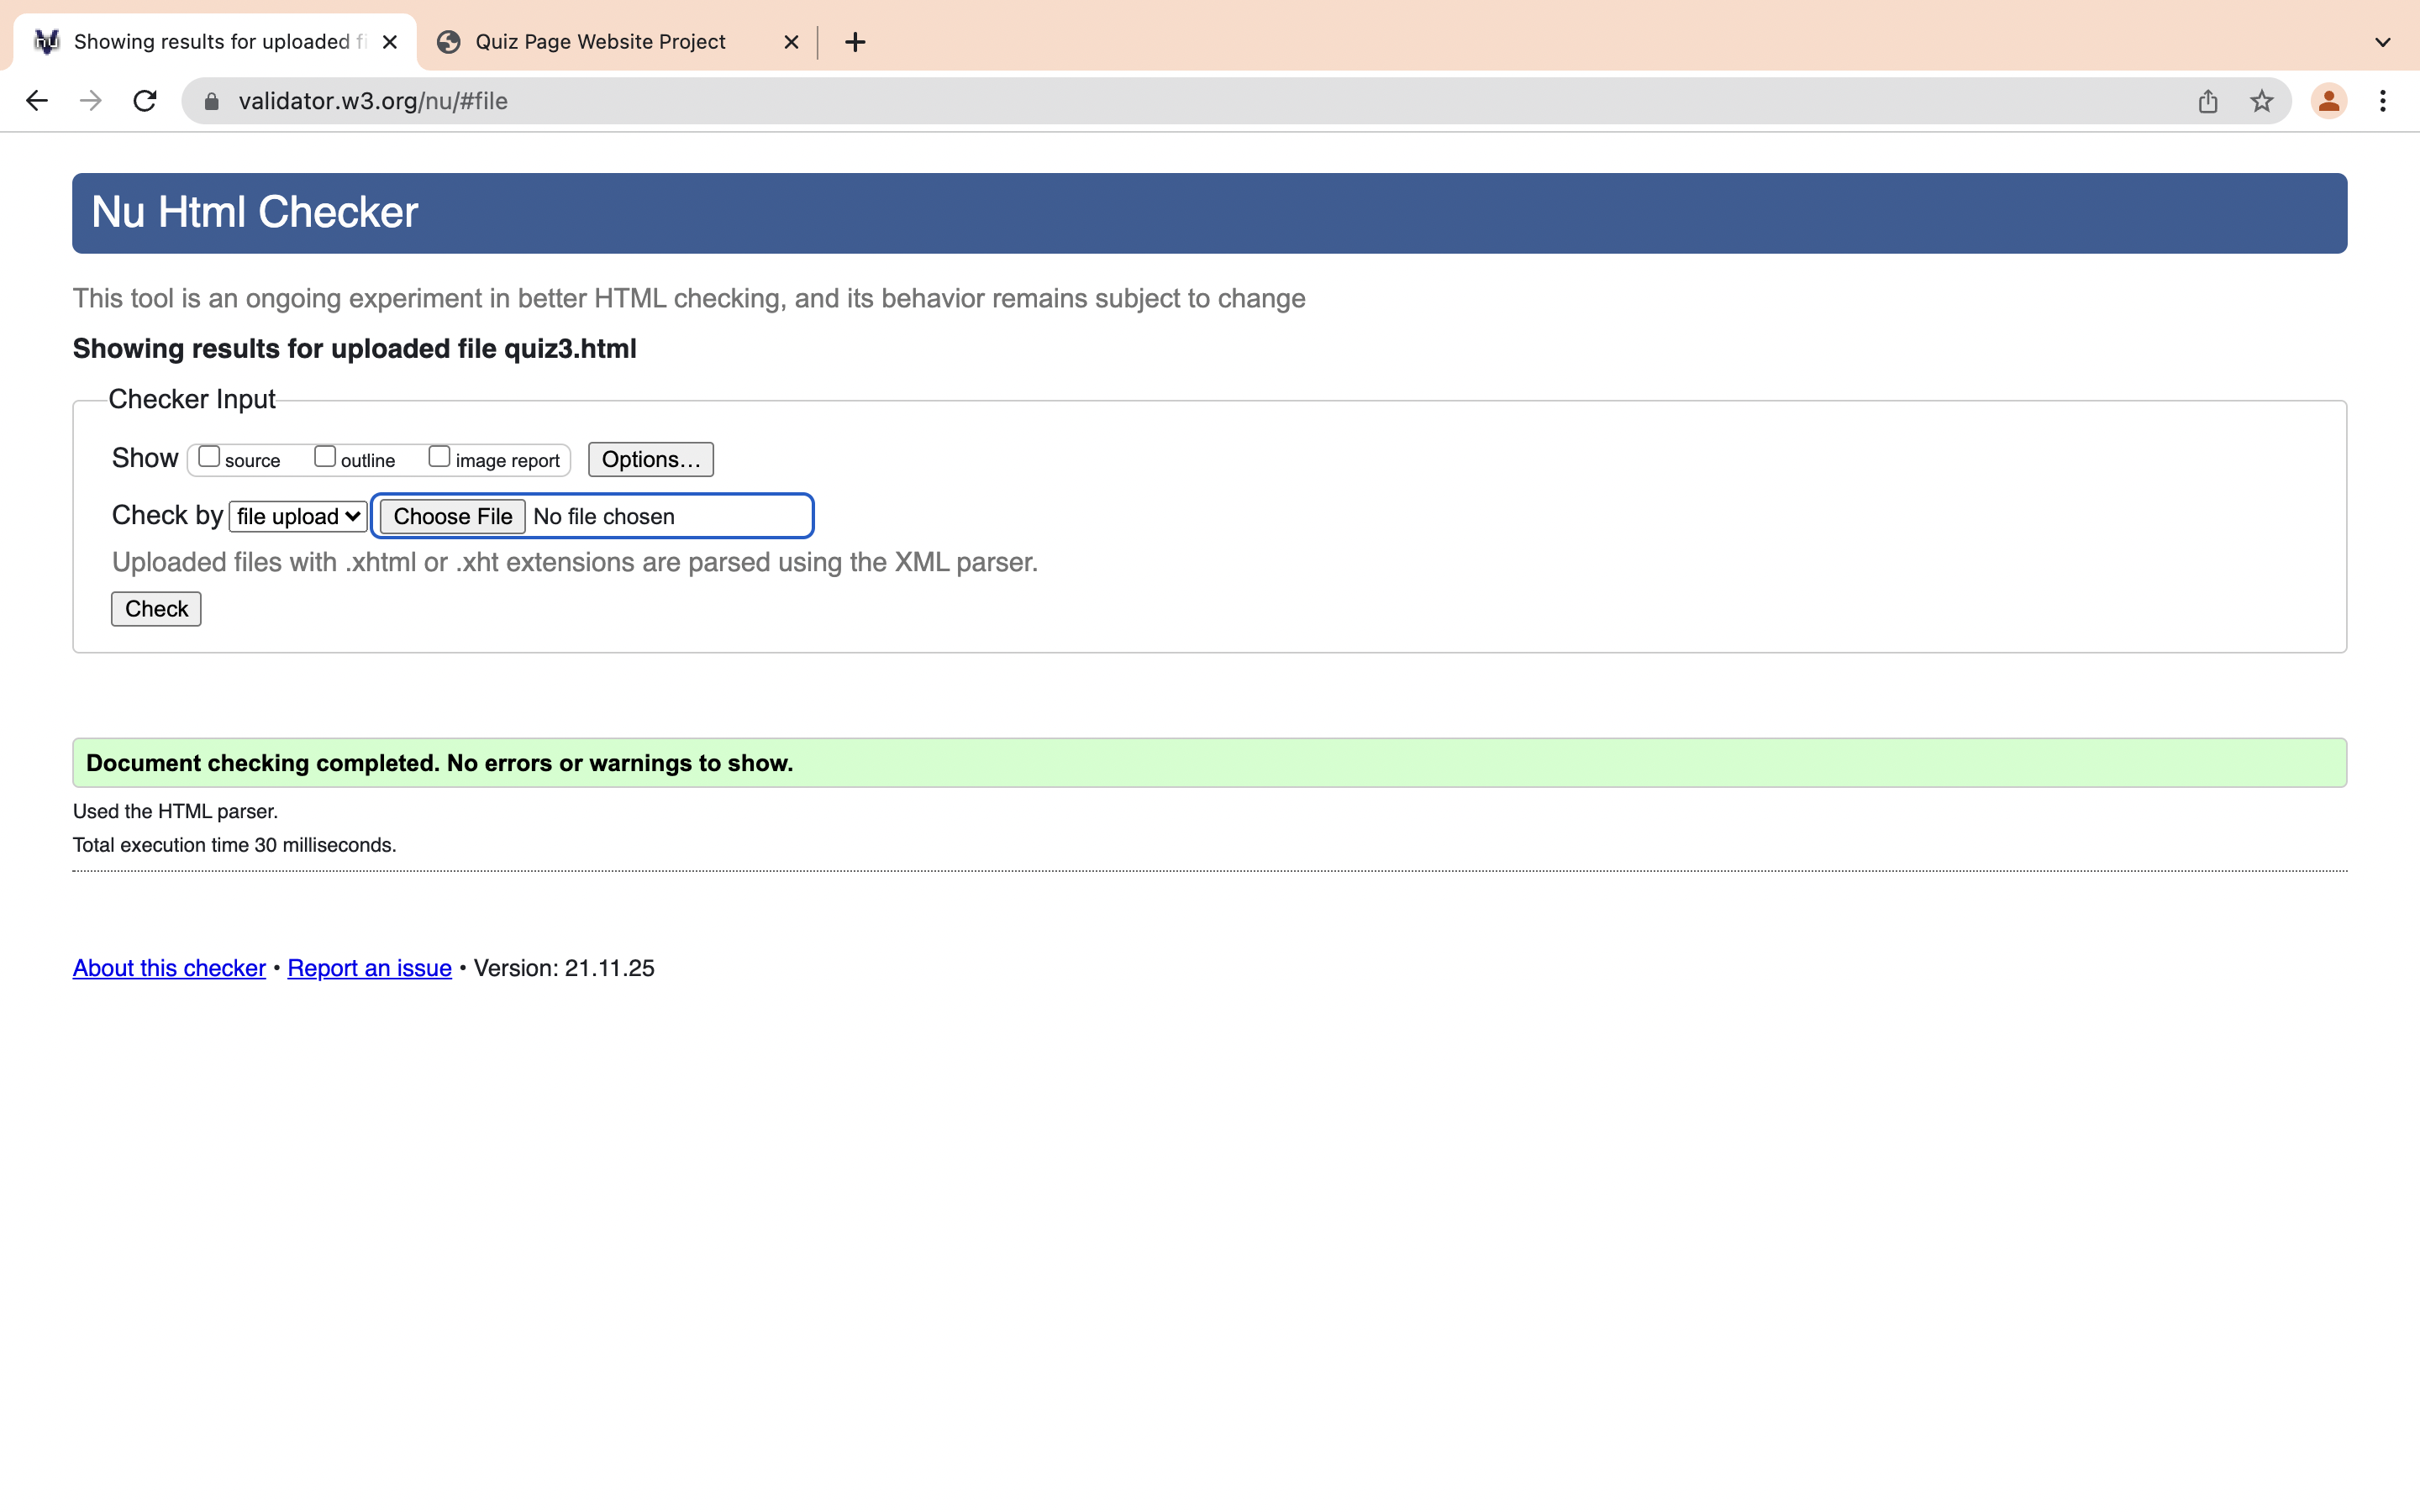 Showing results for uploaded fi
Quiz Page Website Project
validator.w3.org/nu/#file
Nu Html Checker
This tool is an ongoing experiment in better HTML checking, and its behavior remains subject to change
Showing results for uploaded file quiz3.html
Checker Input
Show source outline image report Options...
Check by file upload Choose File No file chosen
Uploaded files with .xhtml or .xht extensions are parsed using the XML parser.
Check
Document checking completed. No errors or warnings to show.
Used the HTML parser.
Total execution time 30 milliseconds.
About this checker • Report an issue • Version: 21.11.25